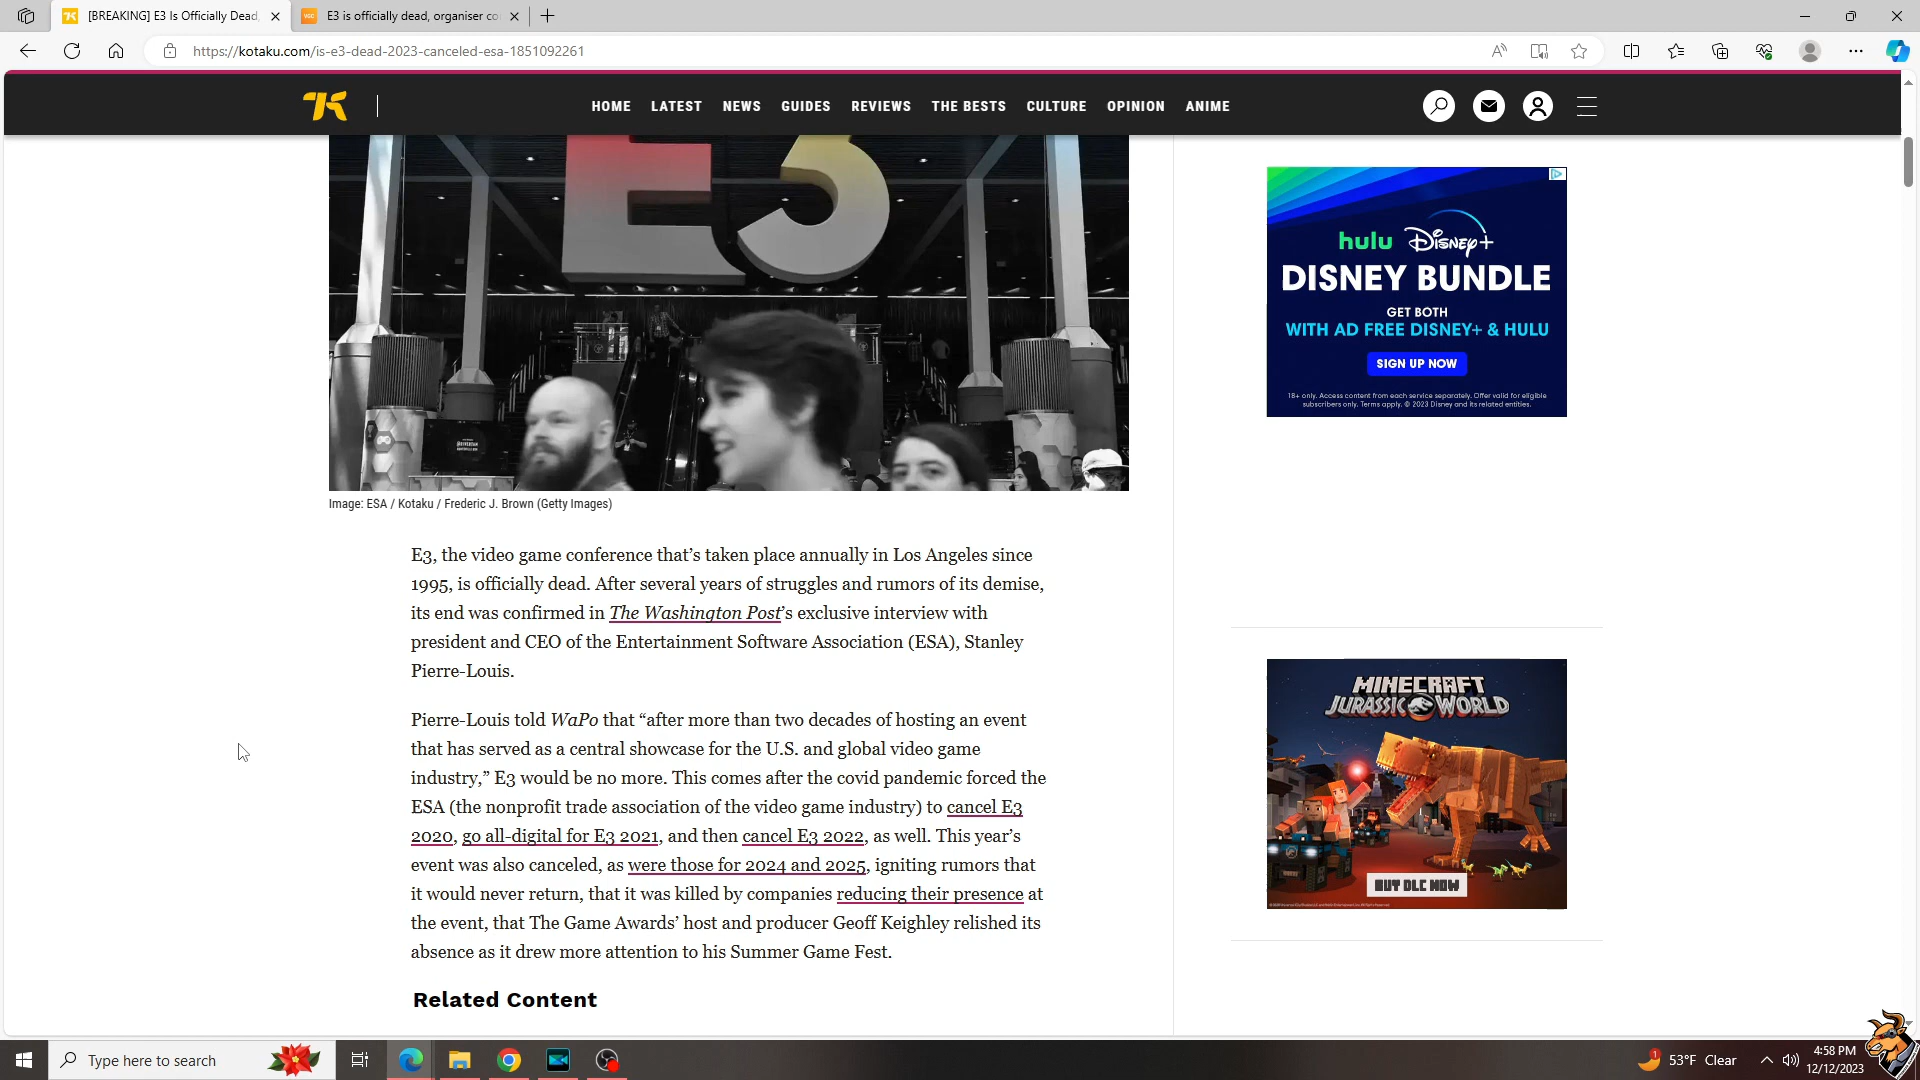 [BREAKING] E3 Is Officially Dead,
E3 is officially dead, organiser co
https://kotaku.com/is-e3-dead-2023-canceled-esa-1851092261
HOME LATEST NEWS GUIDES REVIEWS THE BESTS CULTURE OPINION ANIME
E3
Image: ESA / Kotaku / Frederic J. Brown (Getty Images)
E3, the video game conference that’s taken place annually in Los Angeles since
1995, is officially dead. After several years of struggles and rumors of its demise,
its end was confirmed in The Washington Post’s exclusive interview with
president and CEO of the Entertainment Software Association (ESA), Stanley
Pierre-Louis.
Pierre-Louis told WaPo that “after more than two decades of hosting an event
that has served as a central showcase for the U.S. and global video game
industry,” E3 would be no more. This comes after the covid pandemic forced the
ESA (the nonprofit trade association of the video game industry) to cancel E3
2020, go all-digital for E3 2021, and then cancel E3 2022, as well. This year’s
event was also canceled, as were those for 2024 and 2025, igniting rumors that
it would never return, that it was killed by companies reducing their presence at
the event, that The Game Awards’ host and producer Geoff Keighley relished its
absence as it drew more attention to his Summer Game Fest.
Related Content
hulu Disney+
DISNEY BUNDLE
GET BOTH
WITH AD FREE DISNEY+ & HULU
SIGN UP NOW
18+ only. Access content from each service separately. Offer valid for eligible
subscribers only. Terms apply. © 2023 Disney and its related entities.
MINECRAFT
JURASSIC WORLD
BUY DLC NOW
Type here to search
1
53°F Clear
4:58 PM
12/12/2023